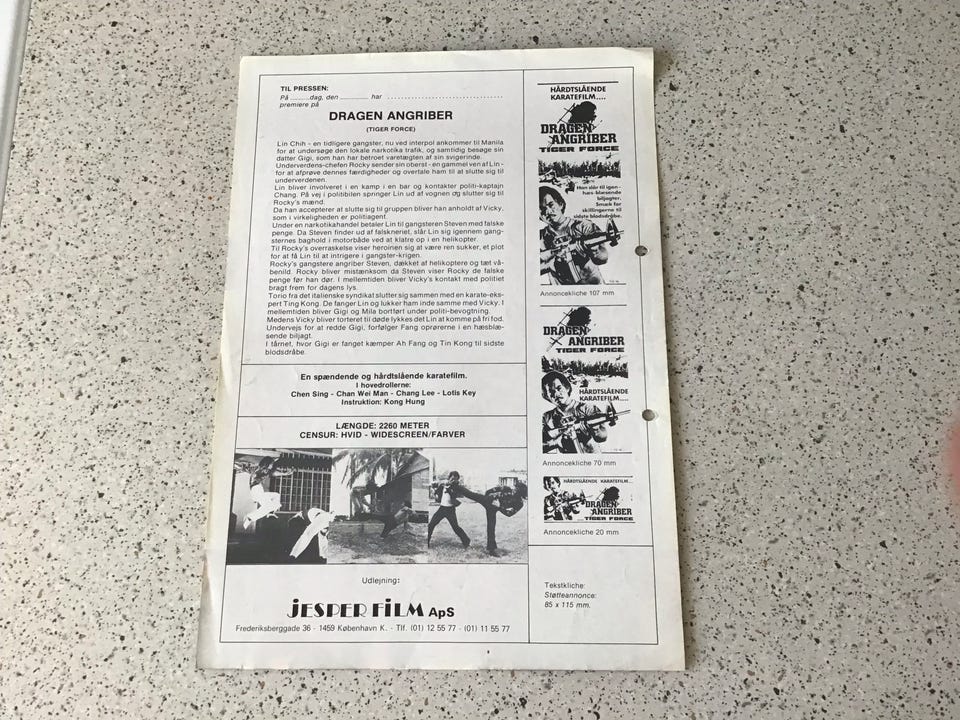 TIL PRESSEN:
På ........dag, den ............. har ..................................
premiere på
DRAGEN ANGRIBER
(TIGER FORCE)
Lin Chih - en tidligere gangster, nu ved interpol ankommer til Manila
for at undersøge den lokale narkotika trafik, og samtidig besøge sin
datter Gigi, som han har betroet varetægten af sin svigerinde.
Underverdens-chefen Rocky sender sin oberst - en gammel ven af Lin -
for at afprøve dennes færdigheder og overtale ham til at slutte sig til
underverdenen.
Lin bliver involveret i en kamp i en bar og kontakter politi-kaptajn
Chang. På vej i politibilen springer Lin ud af vognen og slutter sig til
Rocky's mænd.
Da han accepterer at slutte sig til gruppen bliver han anholdt af Vicky,
som i virkeligheden er politiagent.
Under en narkotikahandel betaler Lin til gangsteren Steven med falske
penge. Da Steven finder ud af falskneriet, slår Lin sig igennem gang-
sternes baghold i motorbåde ved at klatre op i en helikopter.
Til Rocky's overraskelse viser heroinen sig at være ren sukker, et plot
for at få Lin til at intrigere i gangster-krigen.
Rocky's gangstere angriber Steven, dækket af helikoptere og tæt vå-
benild. Rocky bliver mistænksom da Steven viser Rocky de falske
penge før han dør. I mellemtiden bliver Vicky's kontakt med politiet
bragt frem for dagens lys.
Torio fra det italienske syndikat slutter sig sammen med en karate-eks-
pert Ting Kong. De fanger Lin og lukker ham inde samme med Vicky. I
mellemtiden bliver Gigi og Mila bortført under politi-bevogtning.
Medens Vicky bliver torteret til døde lykkes det Lin at komme på fri fod.
Undervejs for at redde Gigi, forfølger Fang oprørerne i en hæsblæ-
sende biljagt.
I tårnet, hvor Gigi er fanget kæmper Ah Fang og Tin Kong til sidste
blodsdråbe.
En spændende og hårdtslående karatefilm.
I hovedrollerne:
Chen Sing - Chan Wei Man - Chang Lee - Lotis Key
Instruktion: Kong Hung
LÆNGDE: 2260 METER
CENSUR: HVID - WIDESCREEN/FARVER
Udlejning:
JESPER FILM ApS
Frederiksberggade 36 - 1459 København K. - Tlf. (01) 12 55 77 - (01) 11 55 77
HÅRDTSLÅENDE
KARATEFILM....
DRAGEN
ANGRIBER
TIGER FORCE
Han slår til igen-
hæs-blæsende
biljagter.
Smæk for
skillingerne til
sidste blodsdråbe.
Annoncekliche 107 mm
DRAGEN
ANGRIBER
TIGER FORCE
HÅRDTSLÅENDE
KARATEFILM....
Annoncekliche 70 mm
HÅRDTSLÅENDE KARATEFILM...
DRAGEN
ANGRIBER
...TIGER FORCE
Annoncekliche 20 mm
Tekstkliche:
Støtteannonce:
85 x 115 mm.